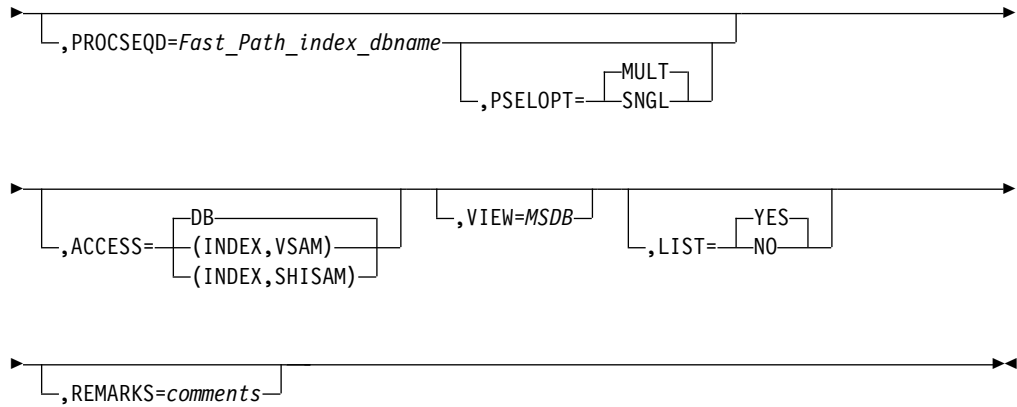 ,PROCSEQD=Fast_Path_index_dbname
MULT
,PSELOPT= SNGL
DB
,ACCESS= (INDEX,VSAM)
(INDEX,SHISAM)
,VIEW=MSDB
YES
,LIST= NO
,REMARKS=comments